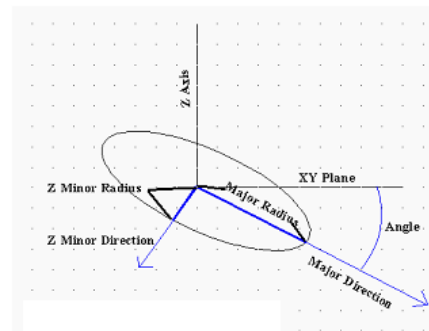 Z Axis
XY Plane
Z Minor Radius
Major Radius
Angle
Z Minor Direction
Major Direction